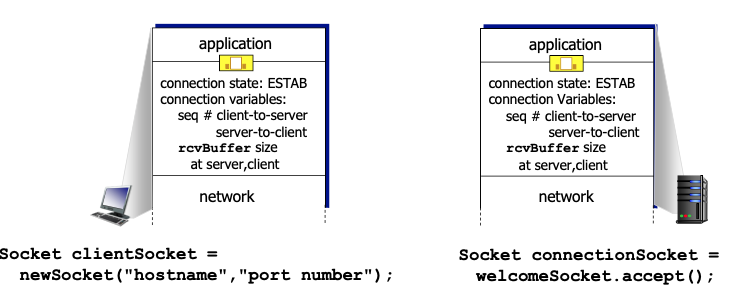 application
connection state: ESTAB
connection variables:
seq # client-to-server
server-to-client
rcvBuffer size
at server,client
network
Socket clientSocket =
newSocket("hostname","port number");
application
connection state: ESTAB
connection Variables:
seq # client-to-server
server-to-client
rcvBuffer size
at server,client
network
Socket connectionSocket =
welcomeSocket.accept();